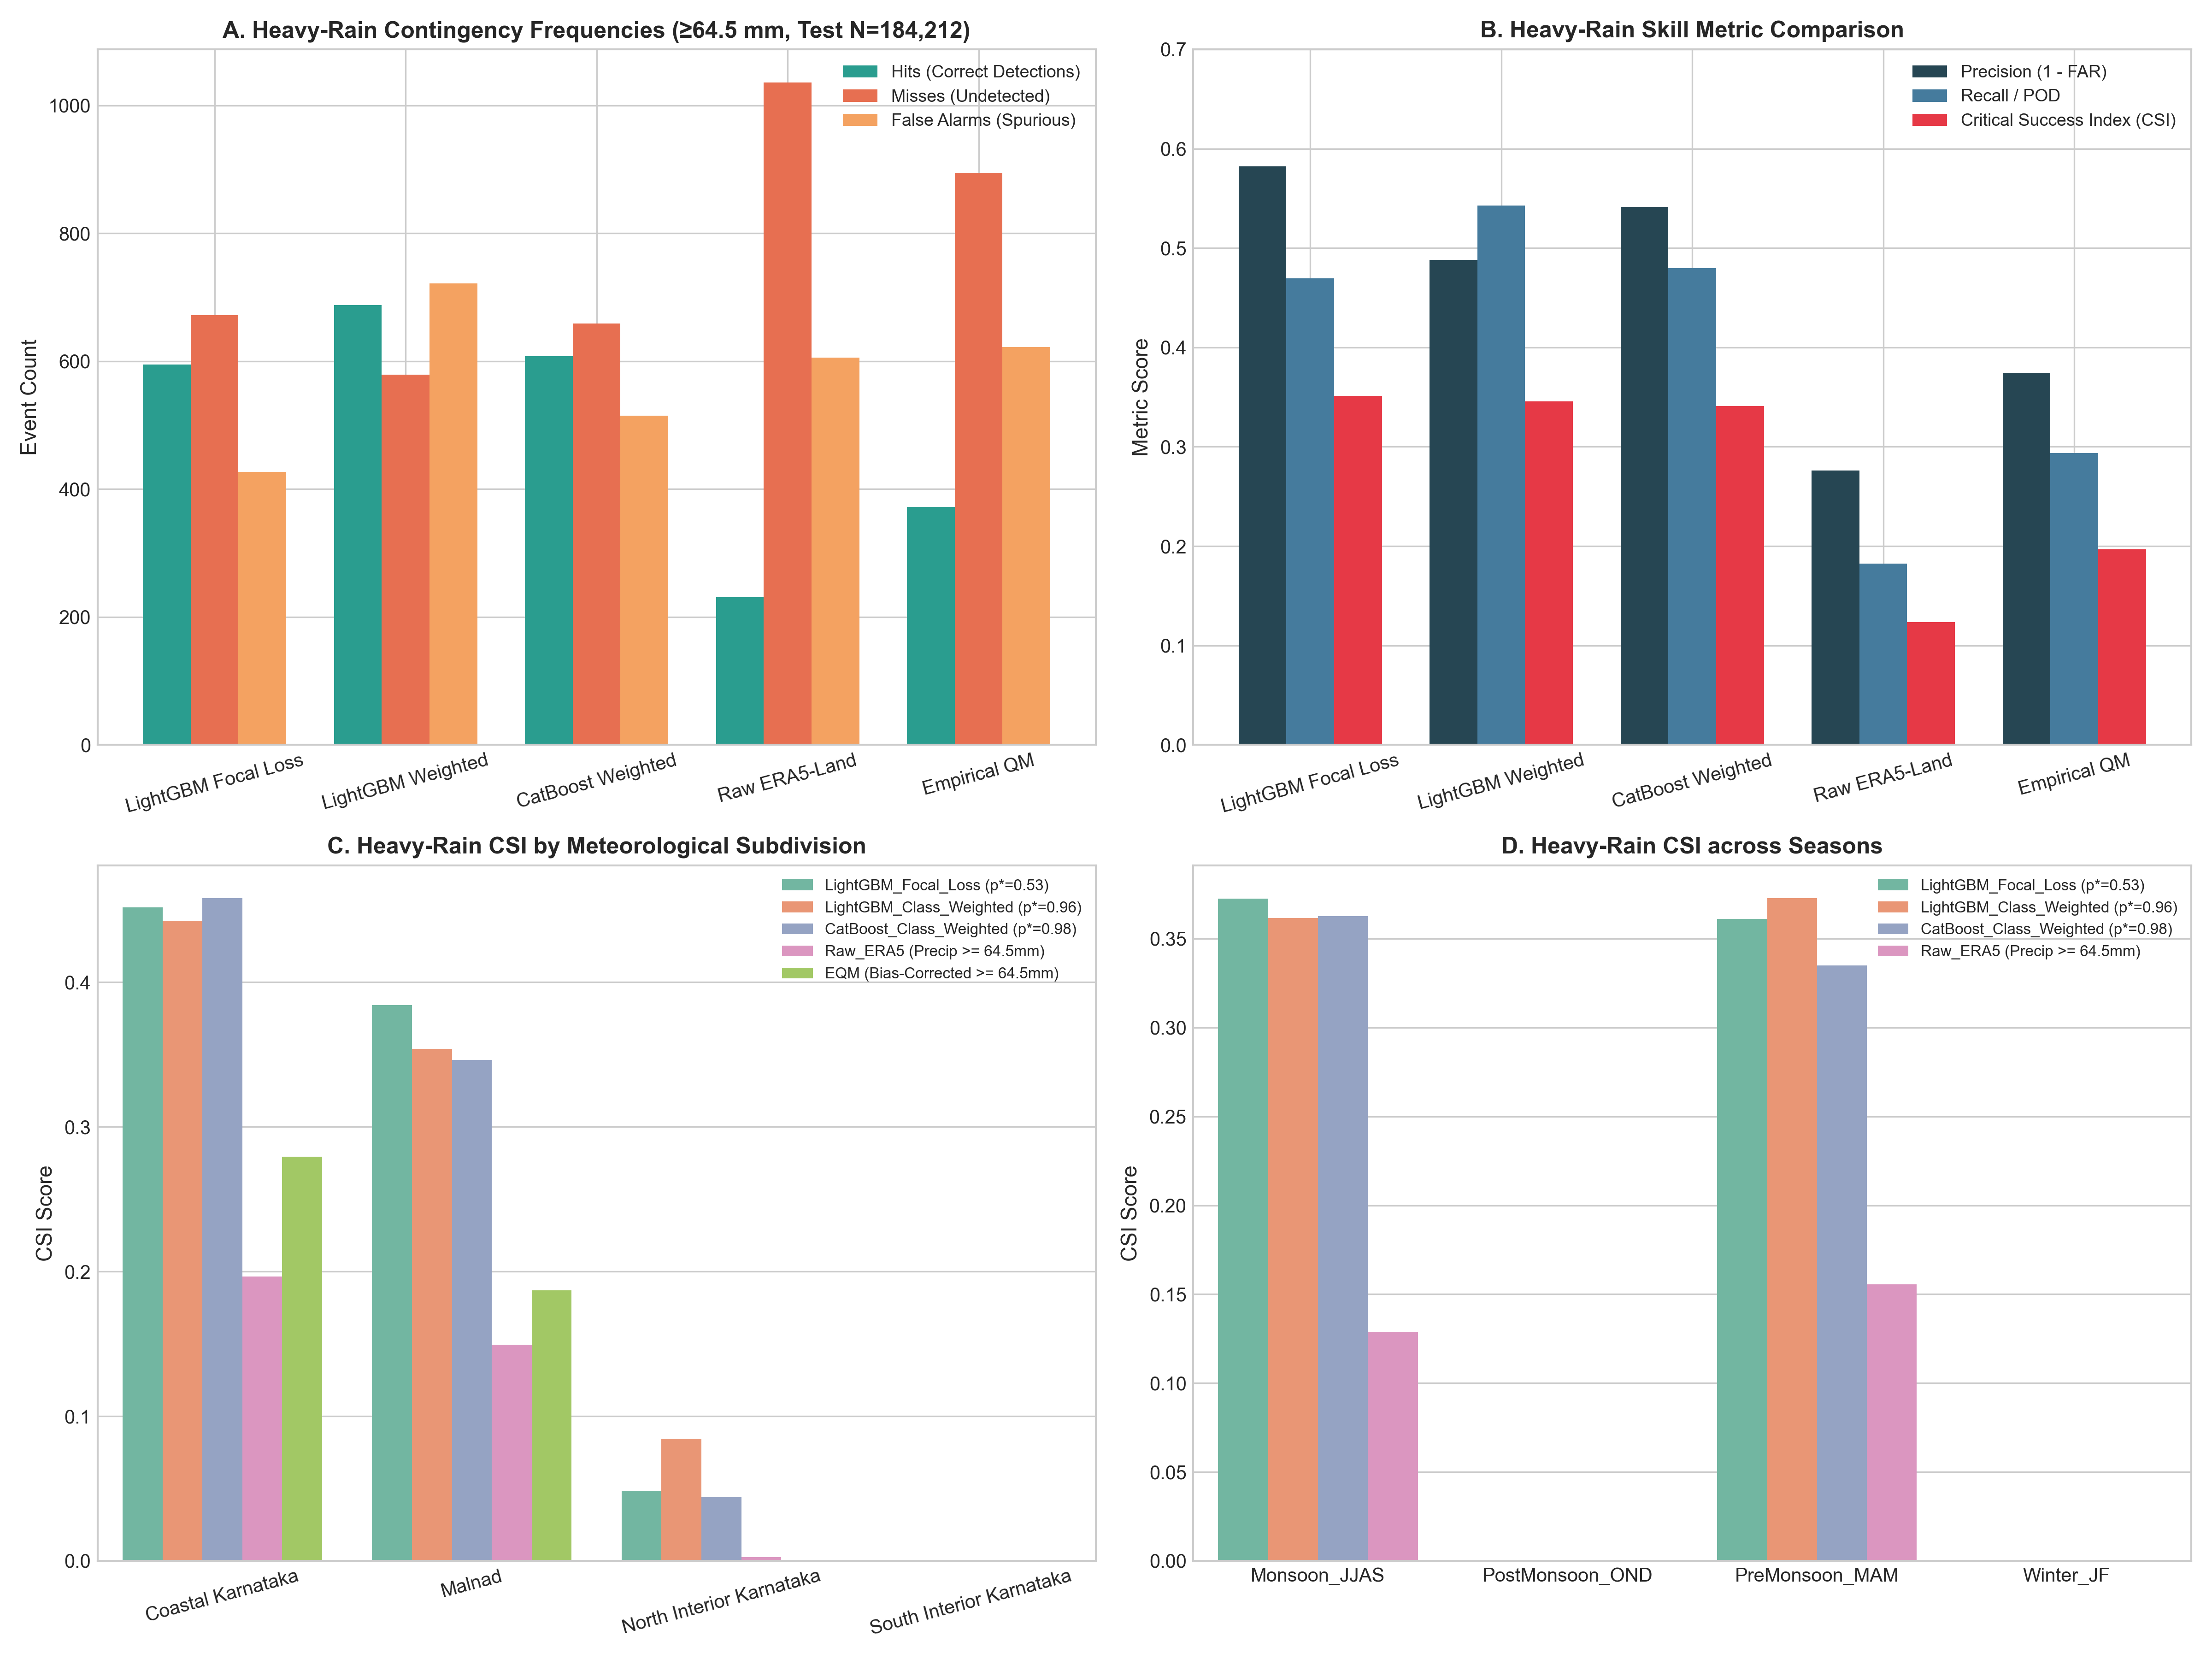 A. Heavy-Rain Contingency Frequencies (≥64.5 mm, Test N=184,212)
Hits (Correct Detections)
Misses (Undetected)
False Alarms (Spurious)
Event Count
1000
800
600
400
200
0
LightGBM Focal Loss
LightGBM Weighted
CatBoost Weighted
Raw ERA5-Land
Empirical QM
B. Heavy-Rain Skill Metric Comparison
Precision (1 - FAR)
Recall / POD
Critical Success Index (CSI)
Metric Score
0.7
0.6
0.5
0.4
0.3
0.2
0.1
0.0
LightGBM Focal Loss
LightGBM Weighted
CatBoost Weighted
Raw ERA5-Land
Empirical QM
C. Heavy-Rain CSI by Meteorological Subdivision
LightGBM_Focal_Loss (p*=0.53)
LightGBM_Class_Weighted (p*=0.96)
CatBoost_Class_Weighted (p*=0.98)
Raw_ERA5 (Precip >= 64.5mm)
EQM (Bias-Corrected >= 64.5mm)
CSI Score
0.4
0.3
0.2
0.1
0.0
Coastal Karnataka
Malnad
North Interior Karnataka
South Interior Karnataka
D. Heavy-Rain CSI across Seasons
LightGBM_Focal_Loss (p*=0.53)
LightGBM_Class_Weighted (p*=0.96)
CatBoost_Class_Weighted (p*=0.98)
Raw_ERA5 (Precip >= 64.5mm)
CSI Score
0.35
0.30
0.25
0.20
0.15
0.10
0.05
0.00
Monsoon_JJAS
PostMonsoon_OND
PreMonsoon_MAM
Winter_JF